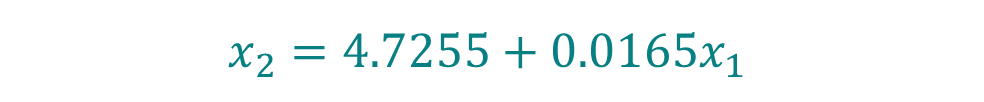 x₂ = 4.7255 + 0.0165x₁